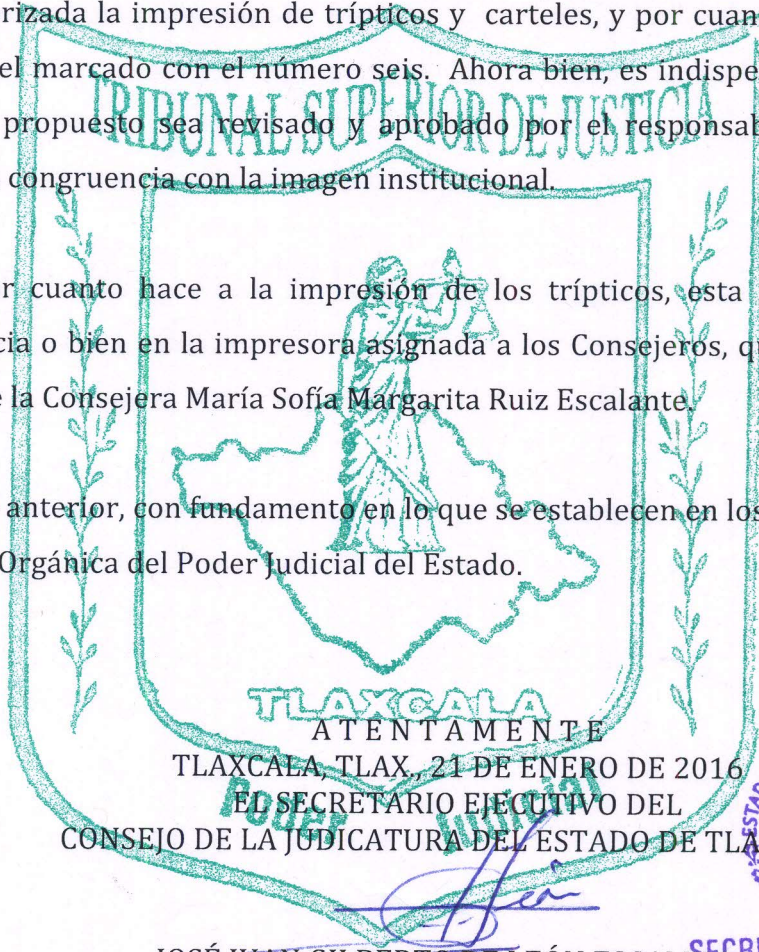 rizada la impresión de trípticos y carteles, y por cuan
el marcado con el número seis. Ahora bien, es indispe
TRIBUNAL SUPERIOR DE JUSTICIA
propuesto sea revisado y aprobado por el responsab
congruencia con la imagen institucional.
r cuanto hace a la impresión de los trípticos, esta
cia o bien en la impresora asignada a los Consejeros, q
e la Consejera María Sofía Margarita Ruiz Escalante.
anterior, con fundamento en lo que se establecen en los
Orgánica del Poder Judicial del Estado.
TLAXCALA
A T E N T A M E N T E
TLAXCALA, TLAX., 21 DE ENERO DE 2016
EL SECRETARIO EJECUTIVO DEL
Poder Judicial
CONSEJO DE LA JUDICATURA DEL ESTADO DE TLA
ESTAD
SECRE